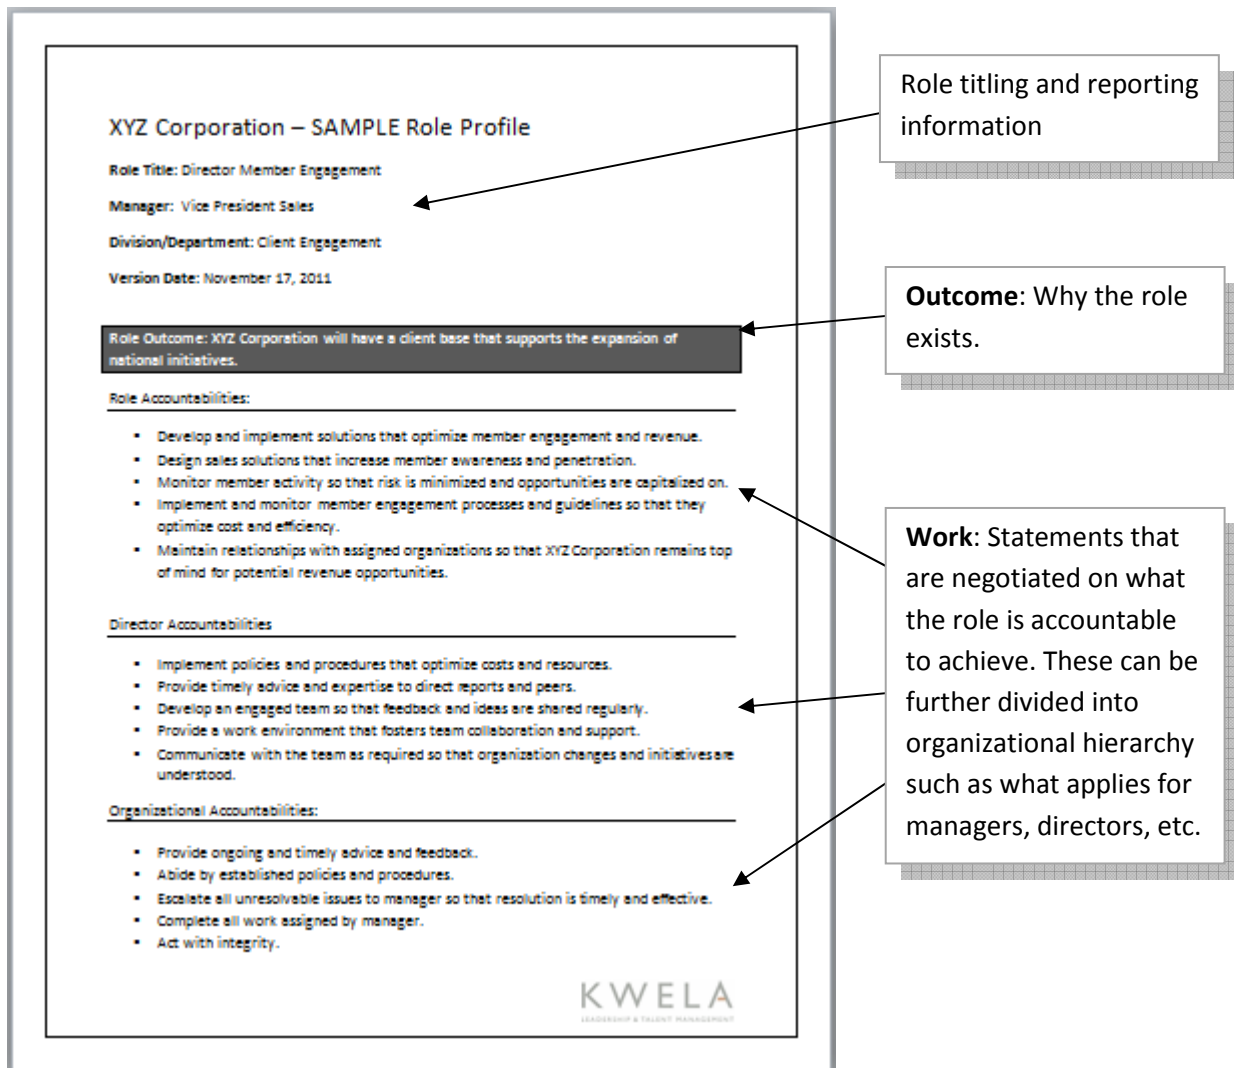 XYZ Corporation – SAMPLE Role Profile
Role Title: Director Member Engagement
Manager: Vice President Sales
Division/Department: Client Engagement
Version Date: November 17, 2011
Role Outcome: XYZ Corporation will have a client base that supports the expansion of
national initiatives.
Role Accountabilities:
▪ Develop and implement solutions that optimize member engagement and revenue.
▪ Design sales solutions that increase member awareness and penetration.
▪ Monitor member activity so that risk is minimized and opportunities are capitalized on.
▪ Implement and monitor member engagement processes and guidelines so that they
optimize cost and efficiency.
▪ Maintain relationships with assigned organizations so that XYZ Corporation remains top
of mind for potential revenue opportunities.
Director Accountabilities
▪ Implement policies and procedures that optimize costs and resources.
▪ Provide timely advice and expertise to direct reports and peers.
▪ Develop an engaged team so that feedback and ideas are shared regularly.
▪ Provide a work environment that fosters team collaboration and support.
▪ Communicate with the team as required so that organization changes and initiatives are
understood.
Organizational Accountabilities:
▪ Provide ongoing and timely advice and feedback.
▪ Abide by established policies and procedures.
▪ Escalate all unresolvable issues to manager so that resolution is timely and effective.
▪ Complete all work assigned by manager.
▪ Act with integrity.
KWELA
LEADERSHIP & TALENT MANAGEMENT
Role titling and reporting
information
Outcome: Why the role
exists.
Work: Statements that
are negotiated on what
the role is accountable
to achieve. These can be
further divided into
organizational hierarchy
such as what applies for
managers, directors, etc.